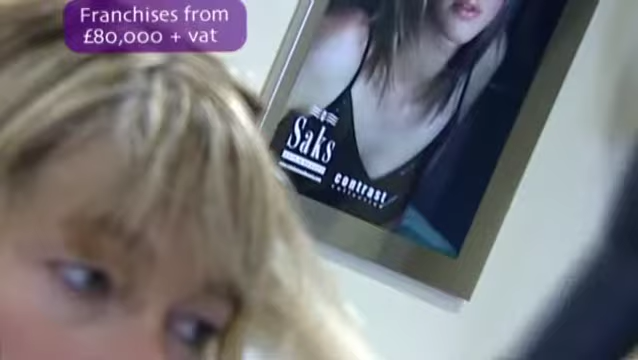 Franchises from
£80,000 + vat
Saks
contrast